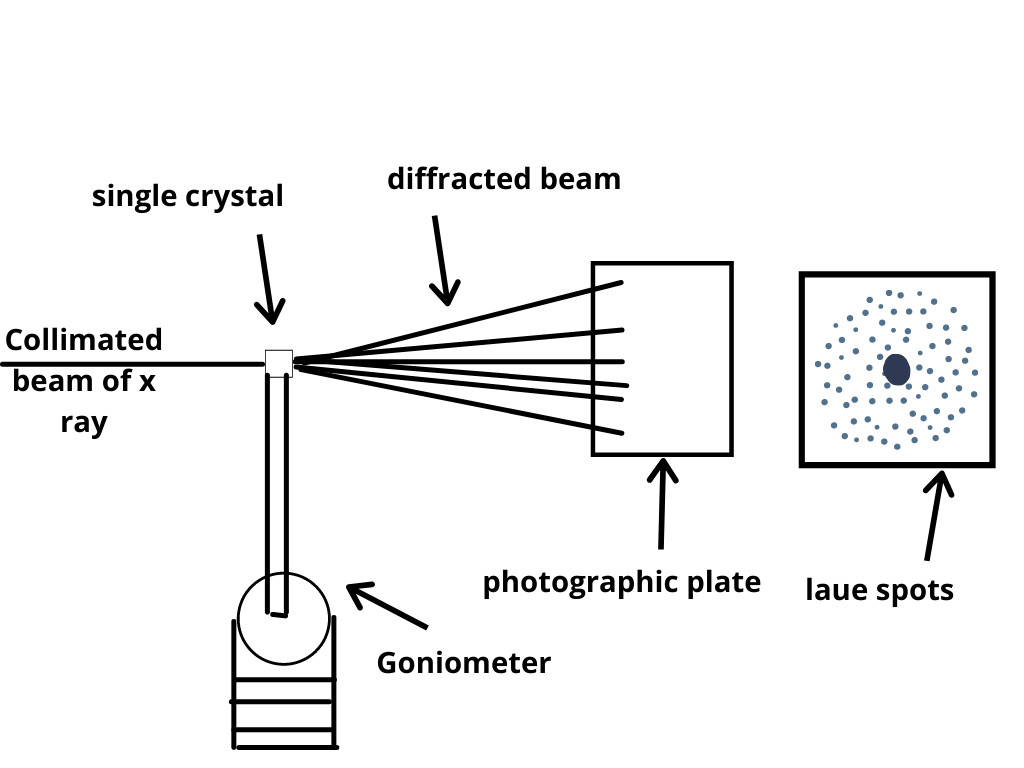 single crystal
diffracted beam
Collimated
beam of x
ray
photographic plate
laue spots
Goniometer